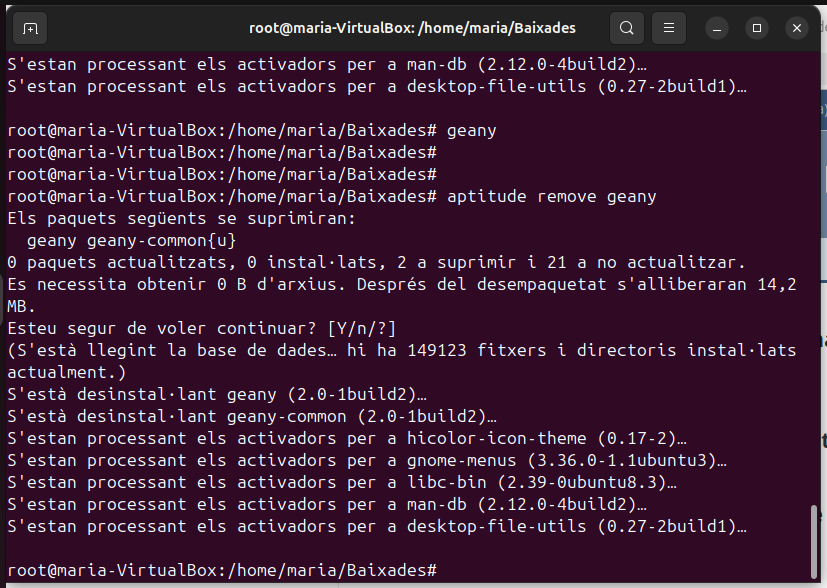 root@maria-VirtualBox: /home/maria/Baixades
S'estan processant els activadors per a man-db (2.12.0-4build2)…
S'estan processant els activadors per a desktop-file-utils (0.27-2build1)…
root@maria-VirtualBox:/home/maria/Baixades# geany
root@maria-VirtualBox:/home/maria/Baixades#
root@maria-VirtualBox:/home/maria/Baixades#
root@maria-VirtualBox:/home/maria/Baixades# aptitude remove geany
Els paquets següents se suprimiran:
  geany geany-common{u}
0 paquets actualitzats, 0 instal·lats, 2 a suprimir i 21 a no actualitzar.
Es necessita obtenir 0 B d'arxius. Després del desempaquetat s'alliberaran 14,2
MB.
Esteu segur de voler continuar? [Y/n/?]
(S'està llegint la base de dades… hi ha 149123 fitxers i directoris instal·lats
actualment.)
S'està desinstal·lant geany (2.0-1build2)…
S'està desinstal·lant geany-common (2.0-1build2)…
S'estan processant els activadors per a hicolor-icon-theme (0.17-2)…
S'estan processant els activadors per a gnome-menus (3.36.0-1.1ubuntu3)…
S'estan processant els activadors per a libc-bin (2.39-0ubuntu8.3)…
S'estan processant els activadors per a man-db (2.12.0-4build2)…
S'estan processant els activadors per a desktop-file-utils (0.27-2build1)…
root@maria-VirtualBox:/home/maria/Baixades#